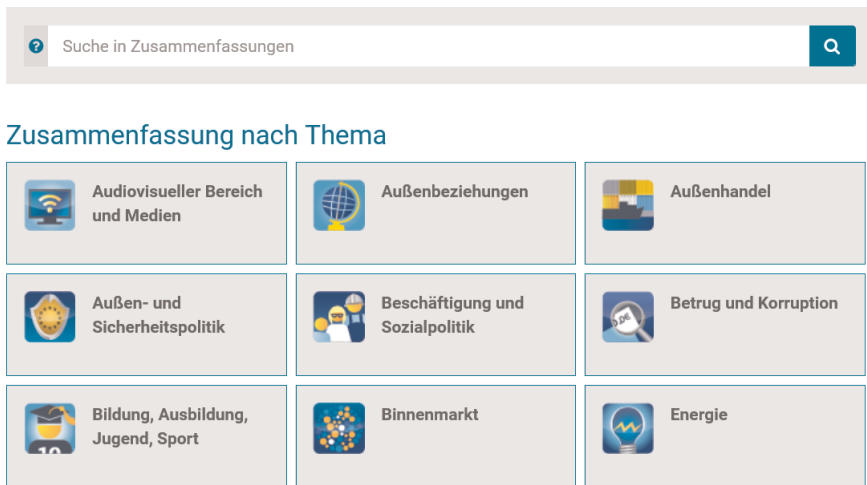 Suche in Zusammenfassungen
Zusammenfassung nach Thema
Audiovisueller Bereich
und Medien
Außenbeziehungen
Außenhandel
Außen- und
Sicherheitspolitik
Beschäftigung und
Sozialpolitik
Betrug und Korruption
Bildung, Ausbildung,
Jugend, Sport
Binnenmarkt
Energie